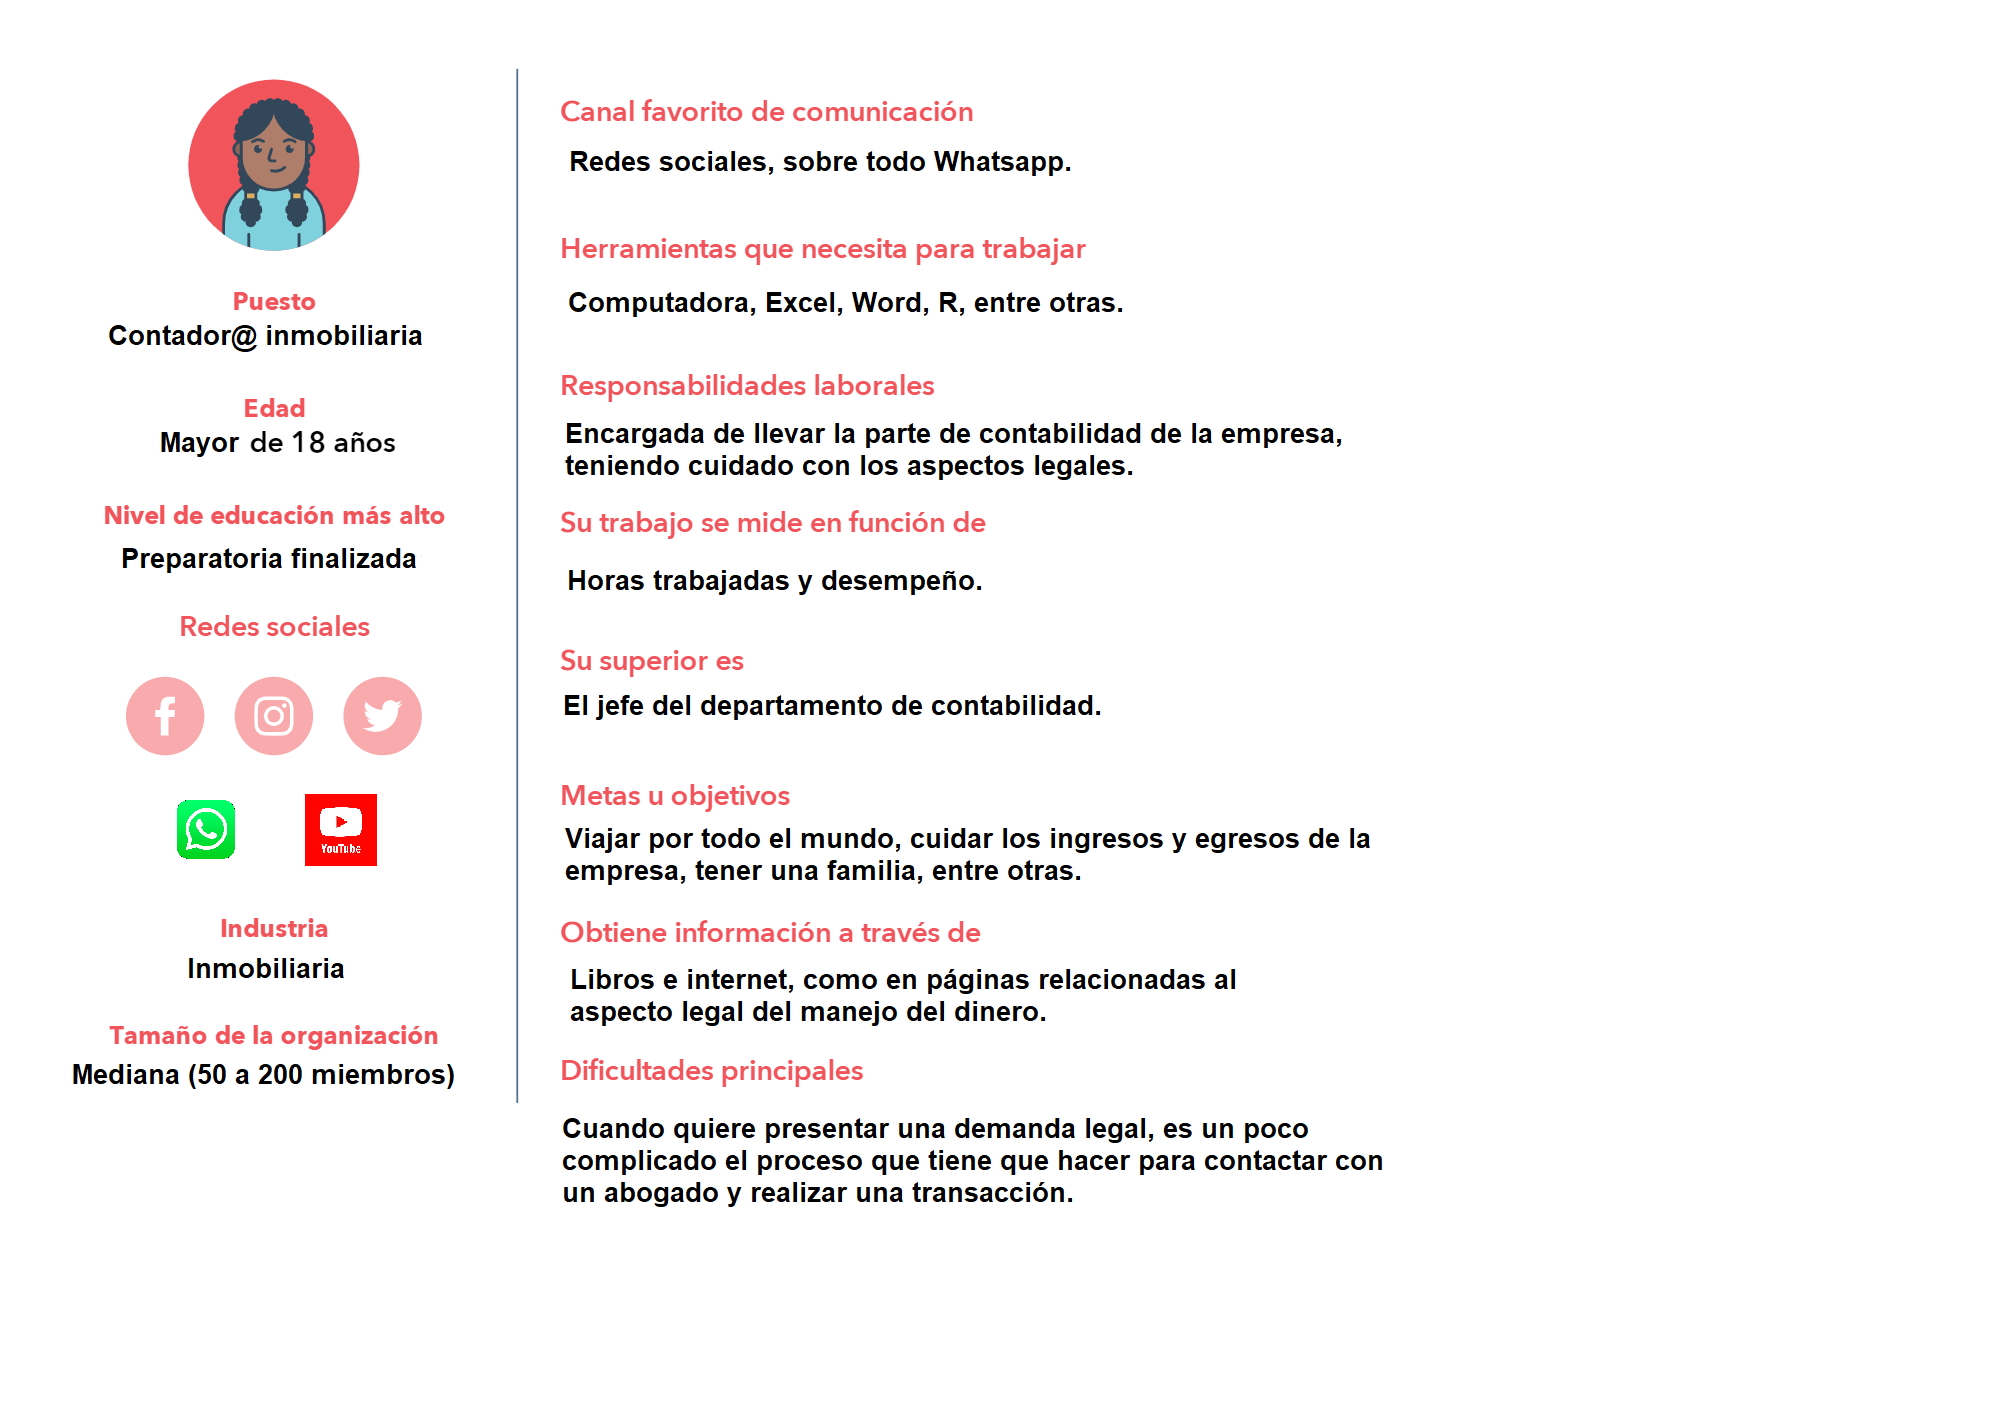 Puesto
Contador@ inmobiliaria
Edad
Mayor de 18 años
Nivel de educación más alto
Preparatoria finalizada
Redes sociales
YouTube
Industria
Inmobiliaria
Tamaño de la organización
Mediana (50 a 200 miembros)
Canal favorito de comunicación
Redes sociales, sobre todo Whatsapp.
Herramientas que necesita para trabajar
Computadora, Excel, Word, R, entre otras.
Responsabilidades laborales
Encargada de llevar la parte de contabilidad de la empresa,
teniendo cuidado con los aspectos legales.
Su trabajo se mide en función de
Horas trabajadas y desempeño.
Su superior es
El jefe del departamento de contabilidad.
Metas u objetivos
Viajar por todo el mundo, cuidar los ingresos y egresos de la
empresa, tener una familia, entre otras.
Obtiene información a través de
Libros e internet, como en páginas relacionadas al
aspecto legal del manejo del dinero.
Dificultades principales
Cuando quiere presentar una demanda legal, es un poco
complicado el proceso que tiene que hacer para contactar con
un abogado y realizar una transacción.